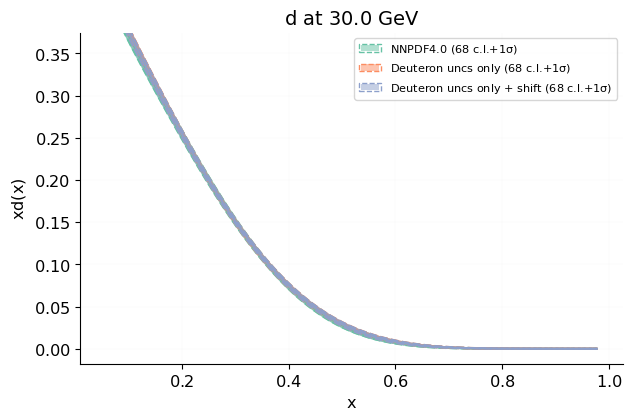 d at 30.0 GeV
NNPDF4.0 (68 c.l.+1σ)
Deuteron uncs only (68 c.l.+1σ)
Deuteron uncs only + shift (68 c.l.+1σ)
xd(x)
0.35
0.30
0.25
0.20
0.15
0.10
0.05
0.00
0.2 0.4 0.6 0.8 1.0
x